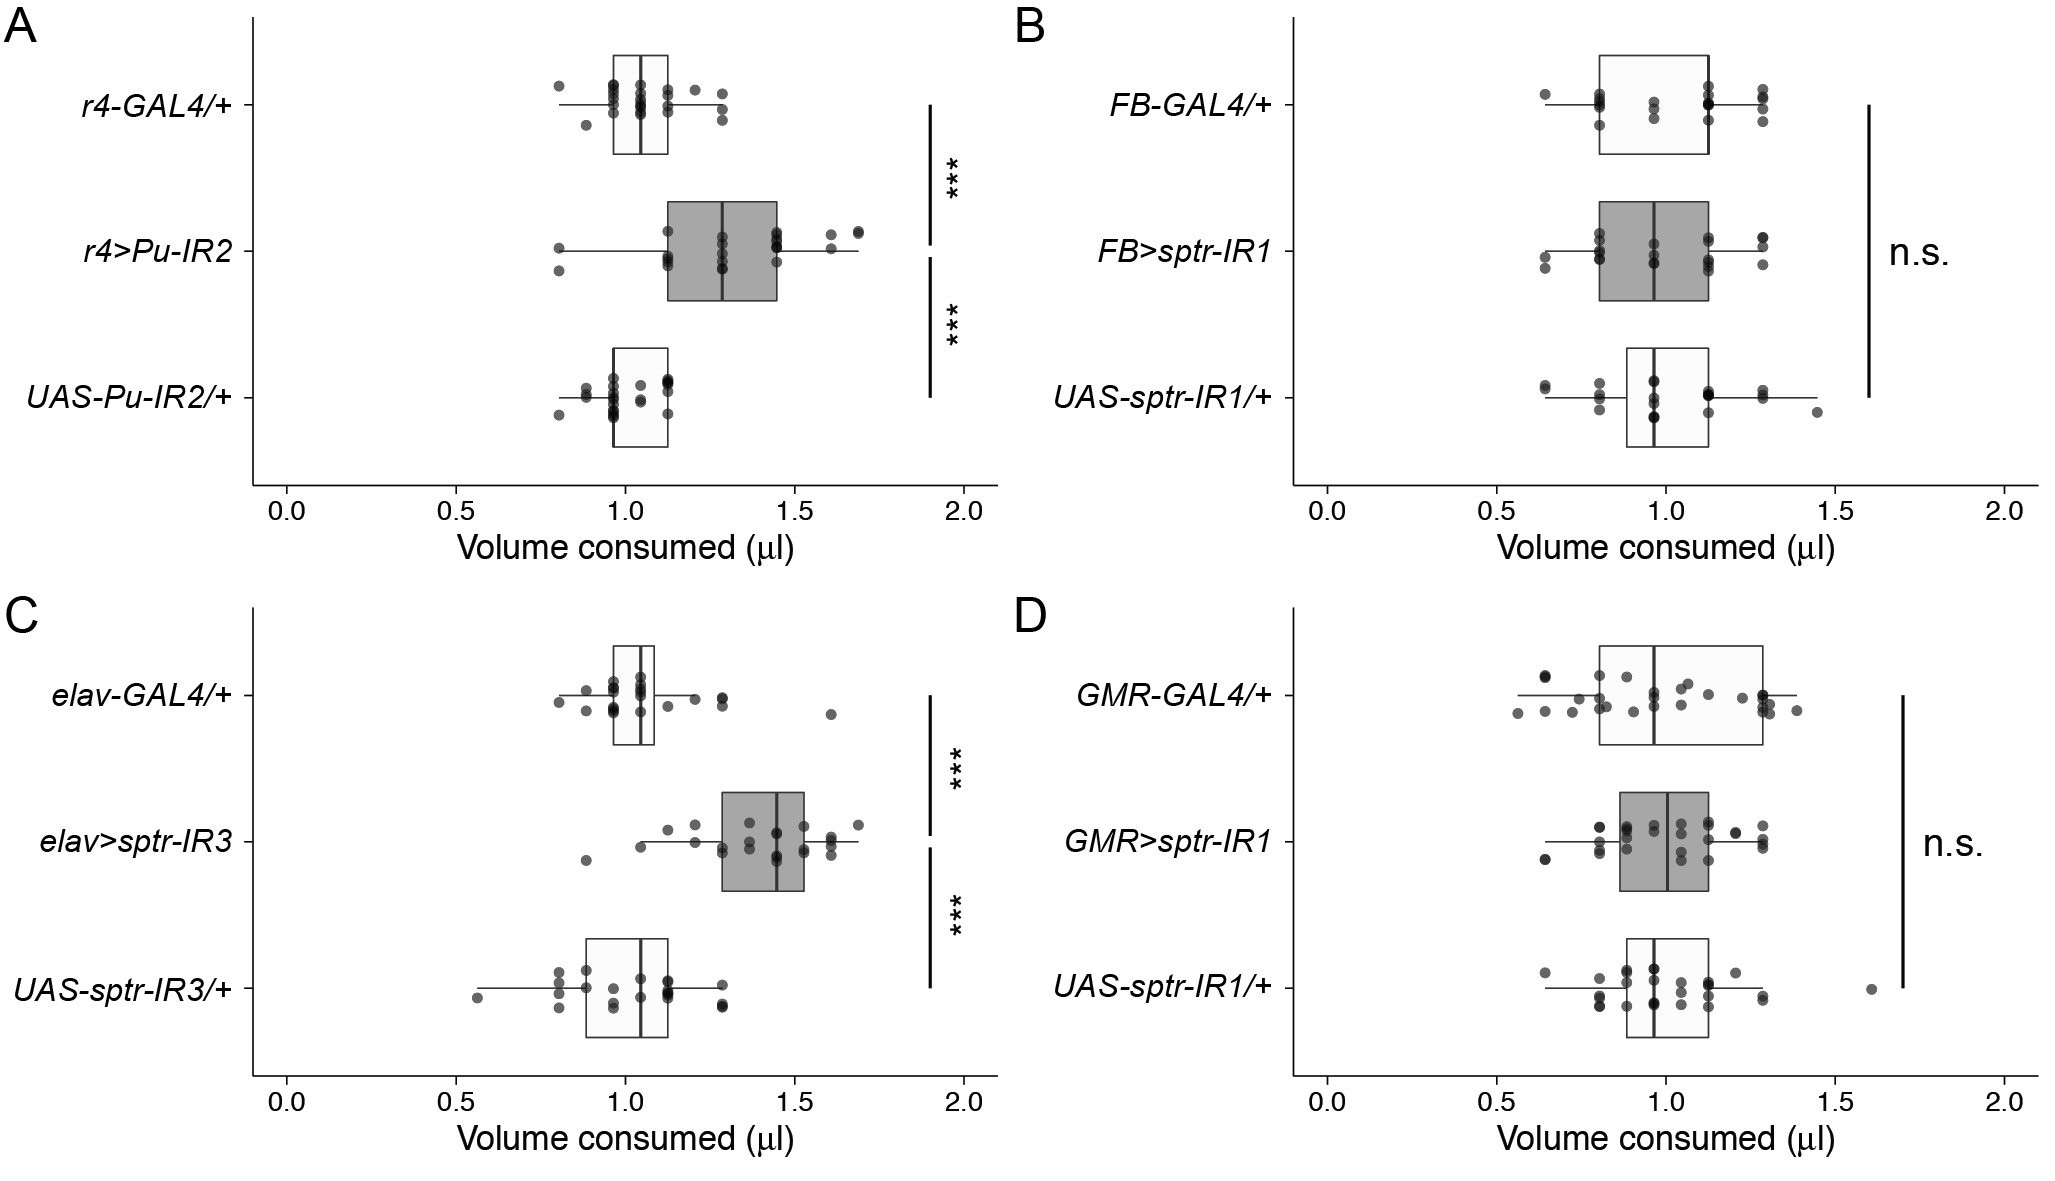 A
r4-GAL4/+
r4>Pu-IR2
UAS-Pu-IR2/+
***
***
0.0 0.5 1.0 1.5 2.0
Volume consumed (μl)
B
FB-GAL4/+
FB>sptr-IR1
UAS-sptr-IR1/+
n.s.
0.0 0.5 1.0 1.5 2.0
Volume consumed (μl)
C
elav-GAL4/+
elav>sptr-IR3
UAS-sptr-IR3/+
***
***
0.0 0.5 1.0 1.5 2.0
Volume consumed (μl)
D
GMR-GAL4/+
GMR>sptr-IR1
UAS-sptr-IR1/+
n.s.
0.0 0.5 1.0 1.5 2.0
Volume consumed (μl)